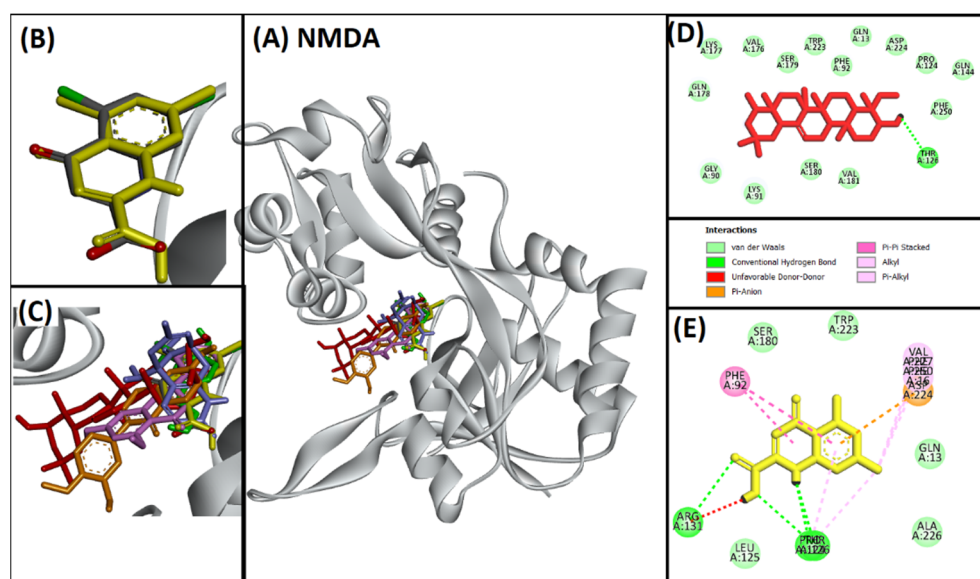 (B)
(A) NMDA
(C)
(D)
LYS
A:177
VAL
A:176
SER
A:179
TRP
A:223
PHE
A:92
GLN
A:13
ASP
A:224
PRO
A:124
GLN
A:144
GLN
A:178
PHE
A:250
THR
A:126
GLY
A:90
LYS
A:91
SER
A:180
VAL
A:181
Interactions
van der Waals
Conventional Hydrogen Bond
Unfavorable Donor-Donor
Pi-Anion
Pi-Pi Stacked
Alkyl
Pi-Alkyl
(E)
SER
A:180
TRP
A:223
PHE
A:92
VAL
ASP
A:224
GLN
A:13
ARG
A:131
LEU
A:125
ALA
A:226